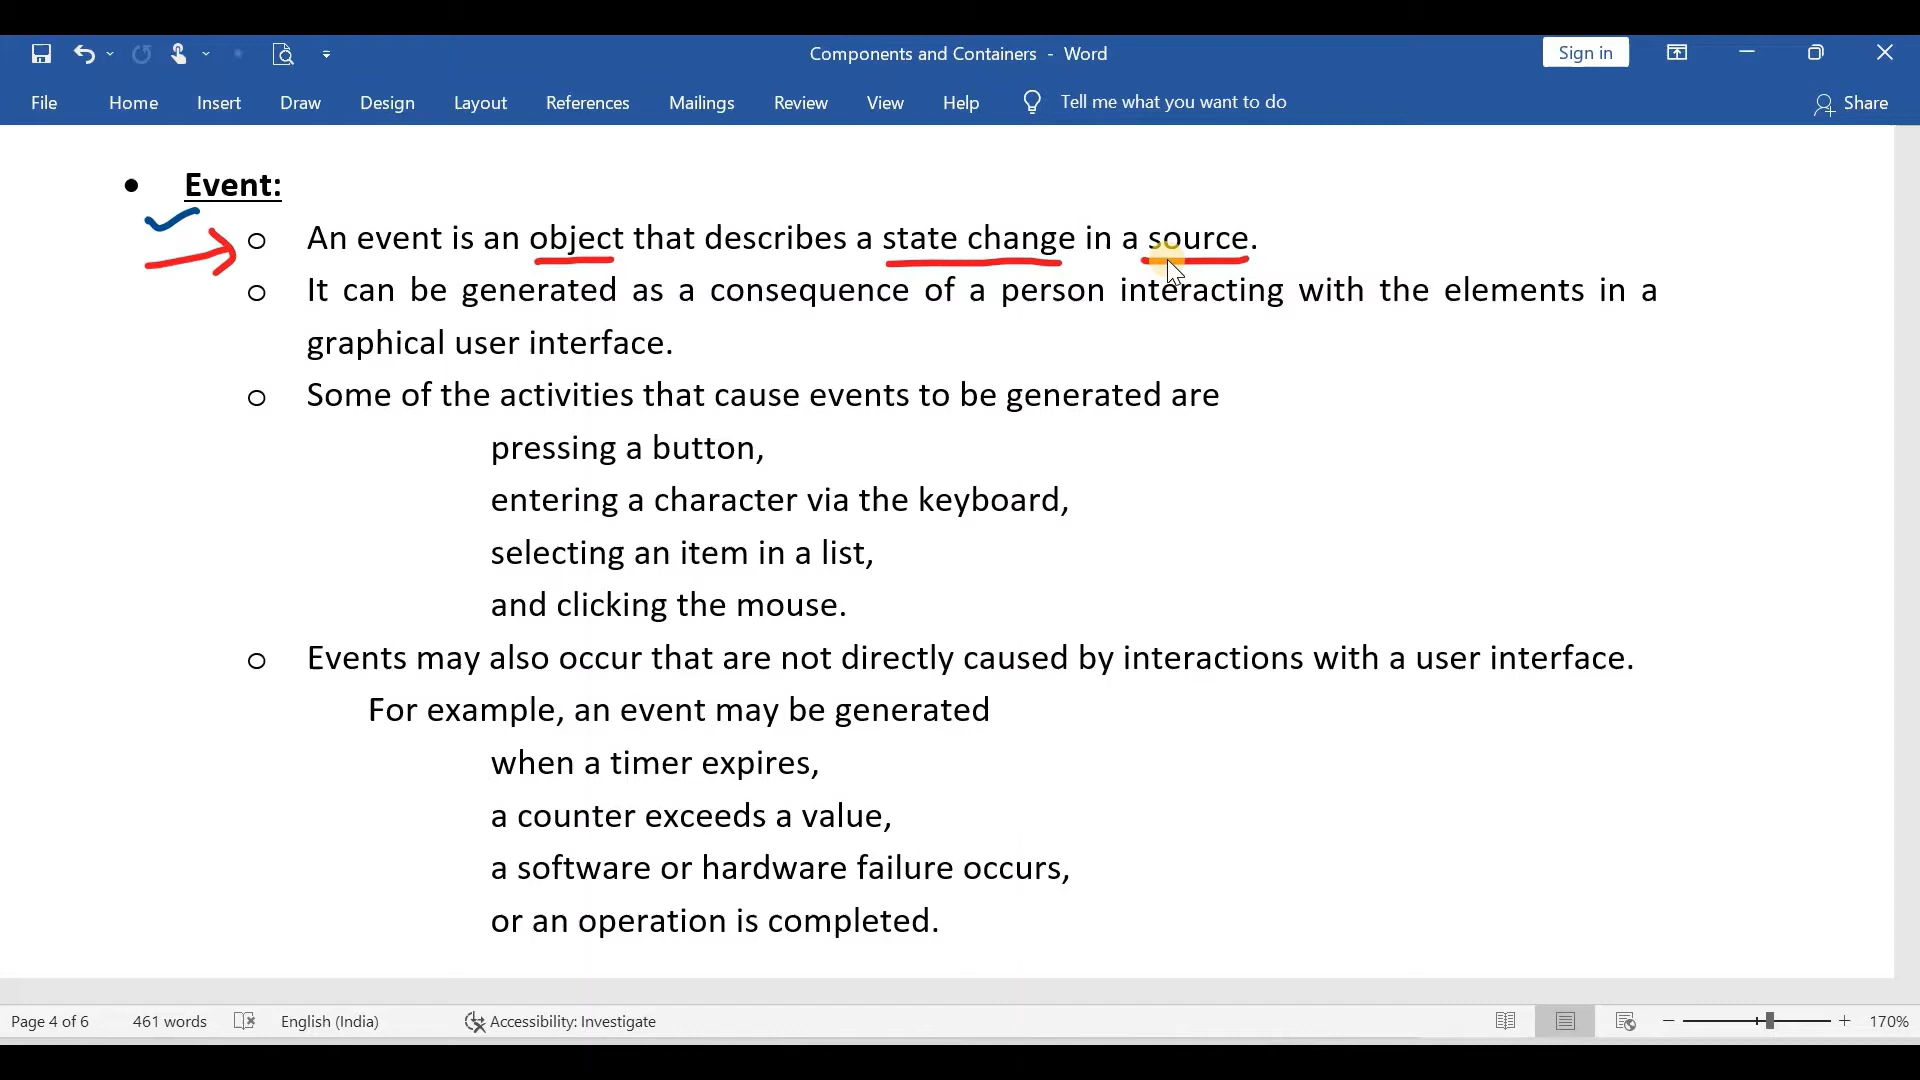 Components and Containers - Word
Sign in
File Home Insert Draw Design Layout References Mailings Review View Help Tell me what you want to do Share
• Event:
o An event is an object that describes a state change in a source.
o It can be generated as a consequence of a person interacting with the elements in a
graphical user interface.
o Some of the activities that cause events to be generated are
pressing a button,
entering a character via the keyboard,
selecting an item in a list,
and clicking the mouse.
o Events may also occur that are not directly caused by interactions with a user interface.
For example, an event may be generated
when a timer expires,
a counter exceeds a value,
a software or hardware failure occurs,
or an operation is completed.
Page 4 of 6 461 words English (India) Accessibility: Investigate 170%